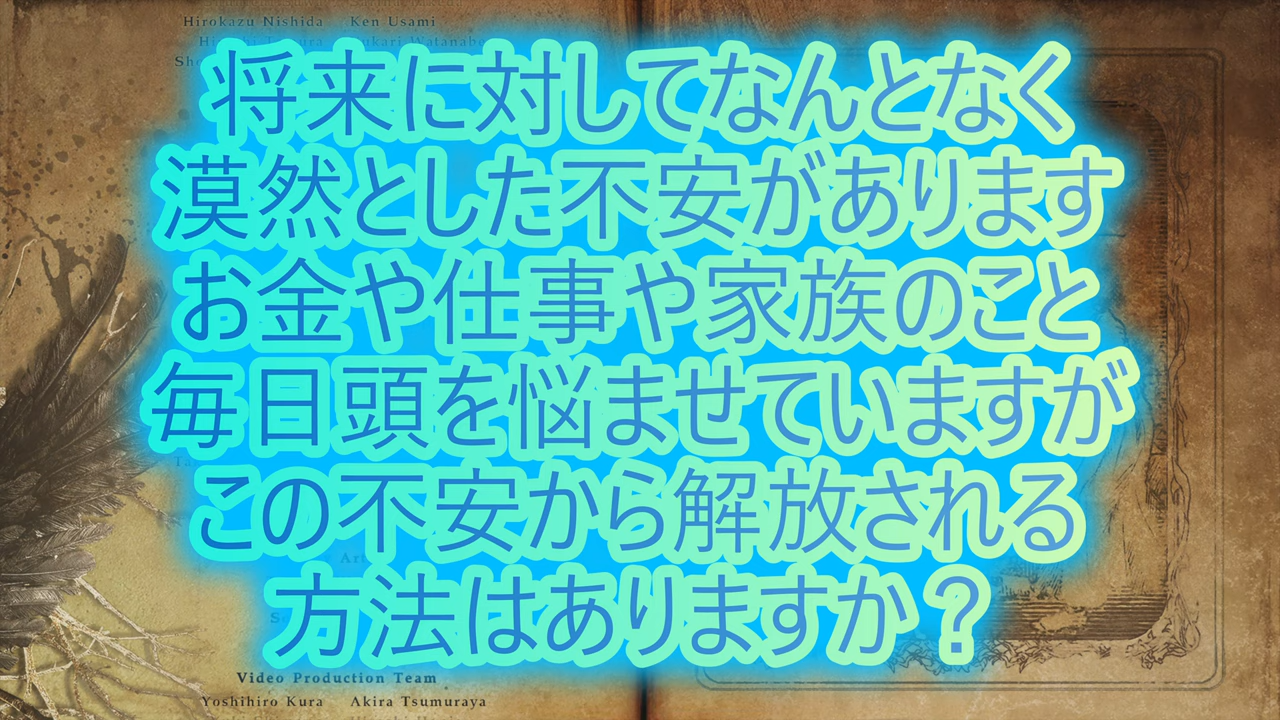 Hirokazu Nishida Ken Usami
将来に対してなんとなく
漠然とした不安があります
お金や仕事や家族のこと
毎日頭を悩ませていますが
この不安から解放される
方法はありますか？
Video Production Team
Yoshihiro Kura Akira Tsumuraya